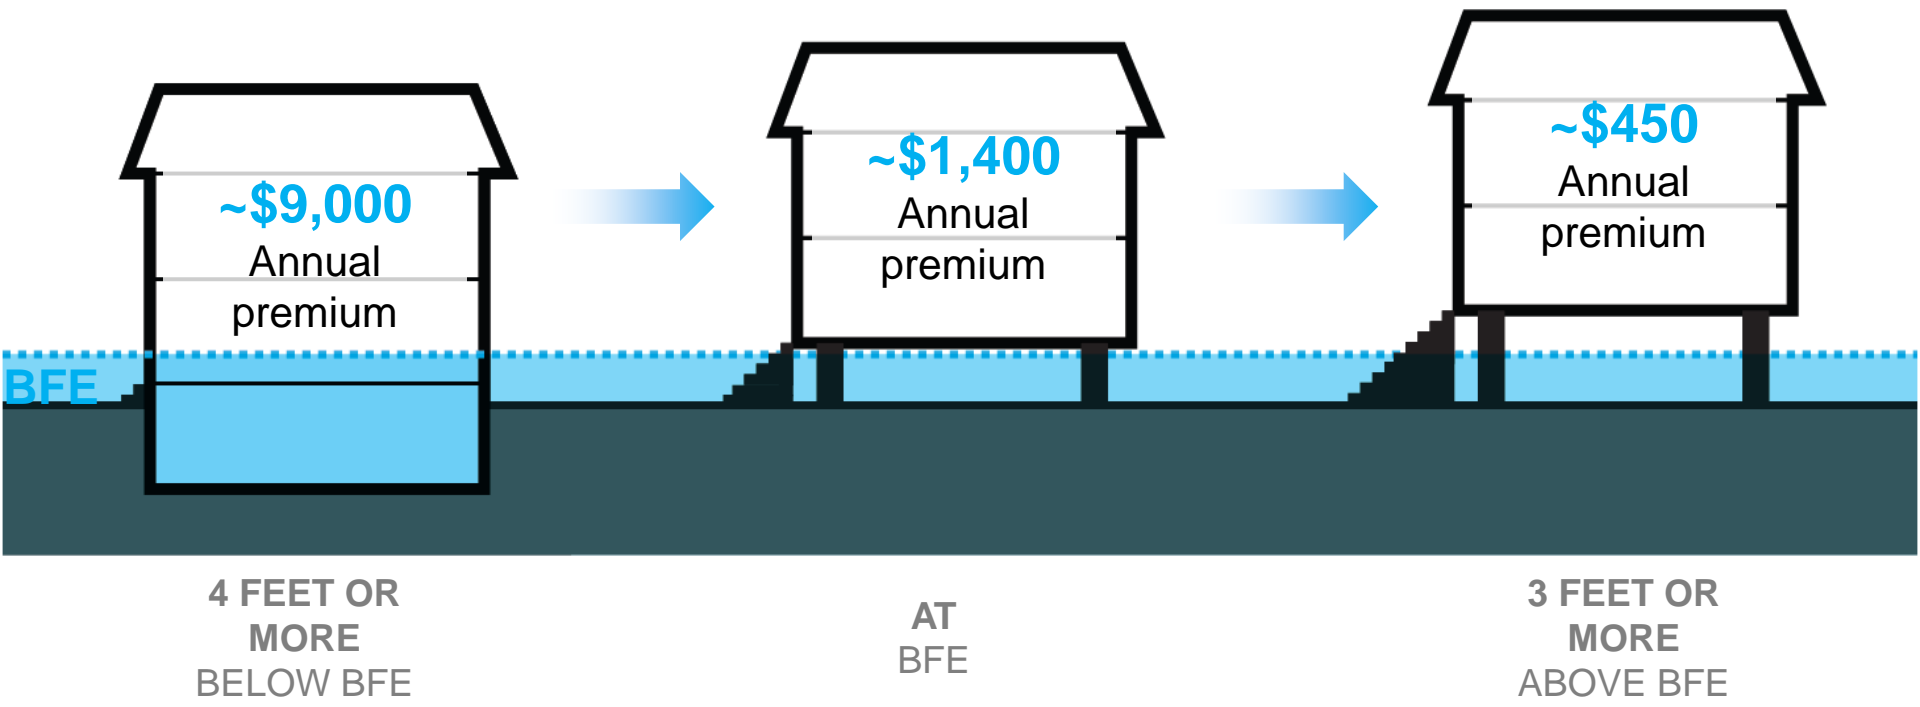 ~$9,000
Annual
premium
~$1,400
Annual
premium
~$450
Annual
premium
BFE
4 FEET OR
MORE
BELOW BFE
AT
BFE
3 FEET OR
MORE
ABOVE BFE